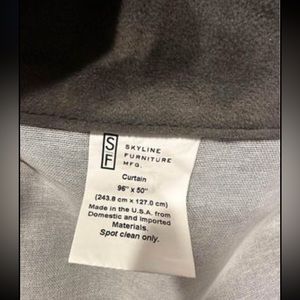 SF
SKYLINE
FURNITURE
MFG.
Curtain
96" x 50"
(243.8 cm x 127.0 cm)
Made in the U.S.A. from
Domestic and Imported
Materials.
Spot clean only.